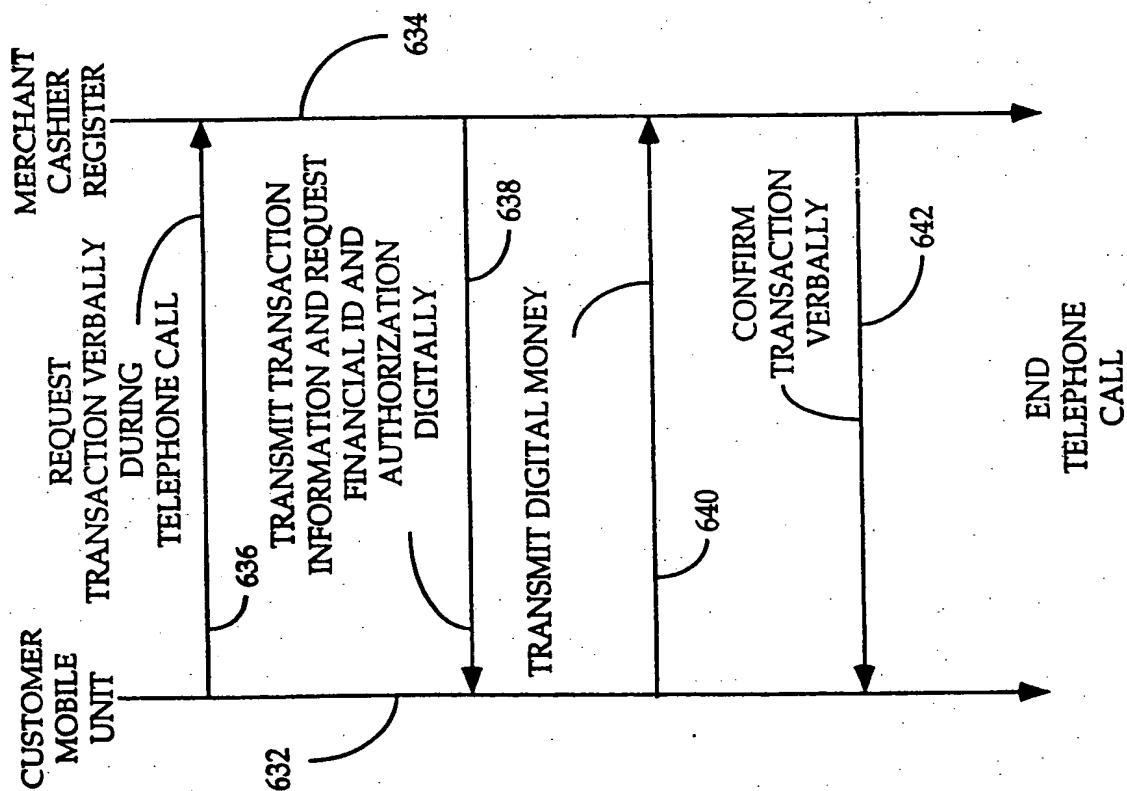 CUSTOMER
MOBILE
UNIT
REQUEST
TRANSACTION VERBALLY
DURING
TELEPHONE CALL
MERCHANT
CASHIER
REGISTER
632
634
636
TRANSMIT TRANSACTION
INFORMATION AND REQUEST
FINANCIAL ID AND
AUTHORIZATION
DIGITALLY
638
TRANSMIT DIGITAL MONEY
640
CONFIRM
TRANSACTION
VERBALLY
642
END
TELEPHONE
CALL